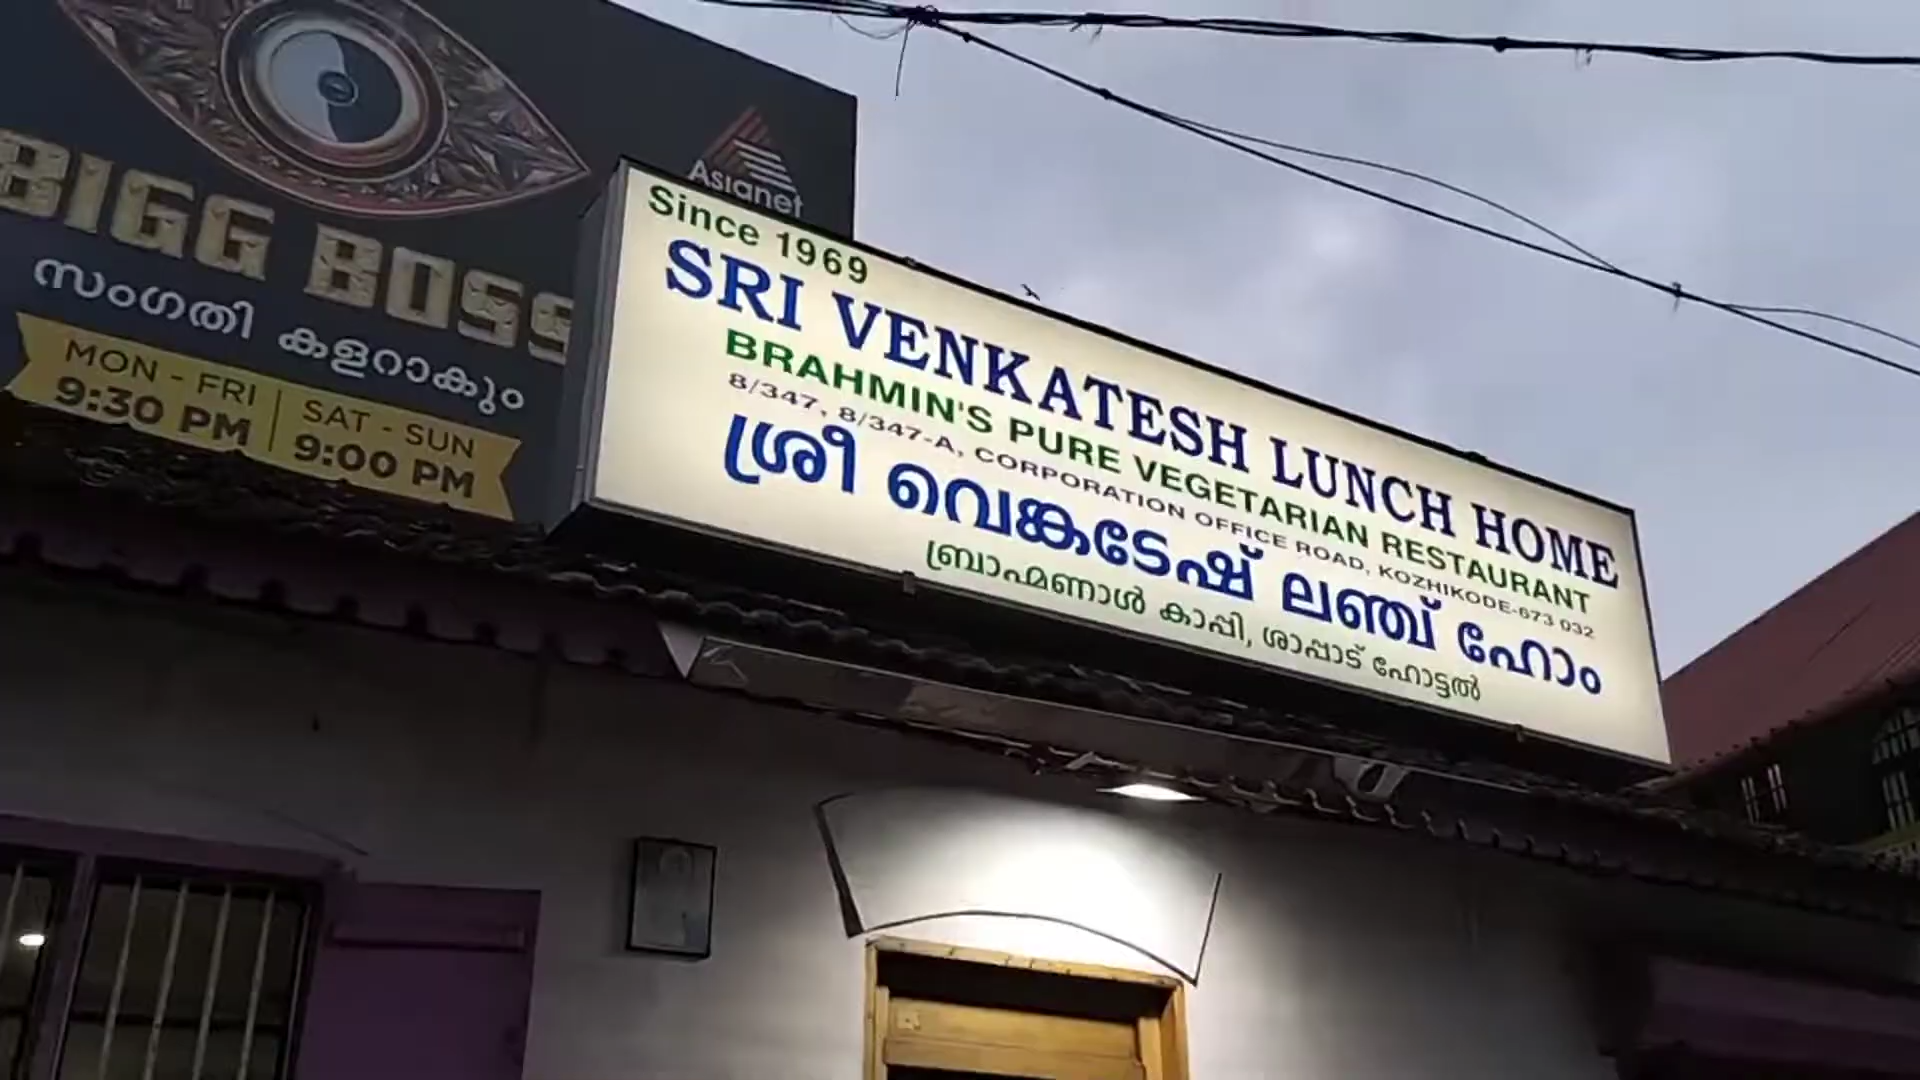 Asianet
BIGG BOSS
സംഗതി കളറാകും
MON - FRI
9:30 PM
SAT - SUN
9:00 PM
Since 1969
SRI VENKATESH LUNCH HOME
BRAHMIN'S PURE VEGETARIAN RESTAURANT
8/347, 8/347-A, CORPORATION OFFICE ROAD, KOZHIKODE-673 032
ശ്രീ വെങ്കടേഷ് ലഞ്ച് ഹോം
ബ്രാഹ്മണാൾ കാപ്പി, ശാപ്പാട് ഹോട്ടൽ